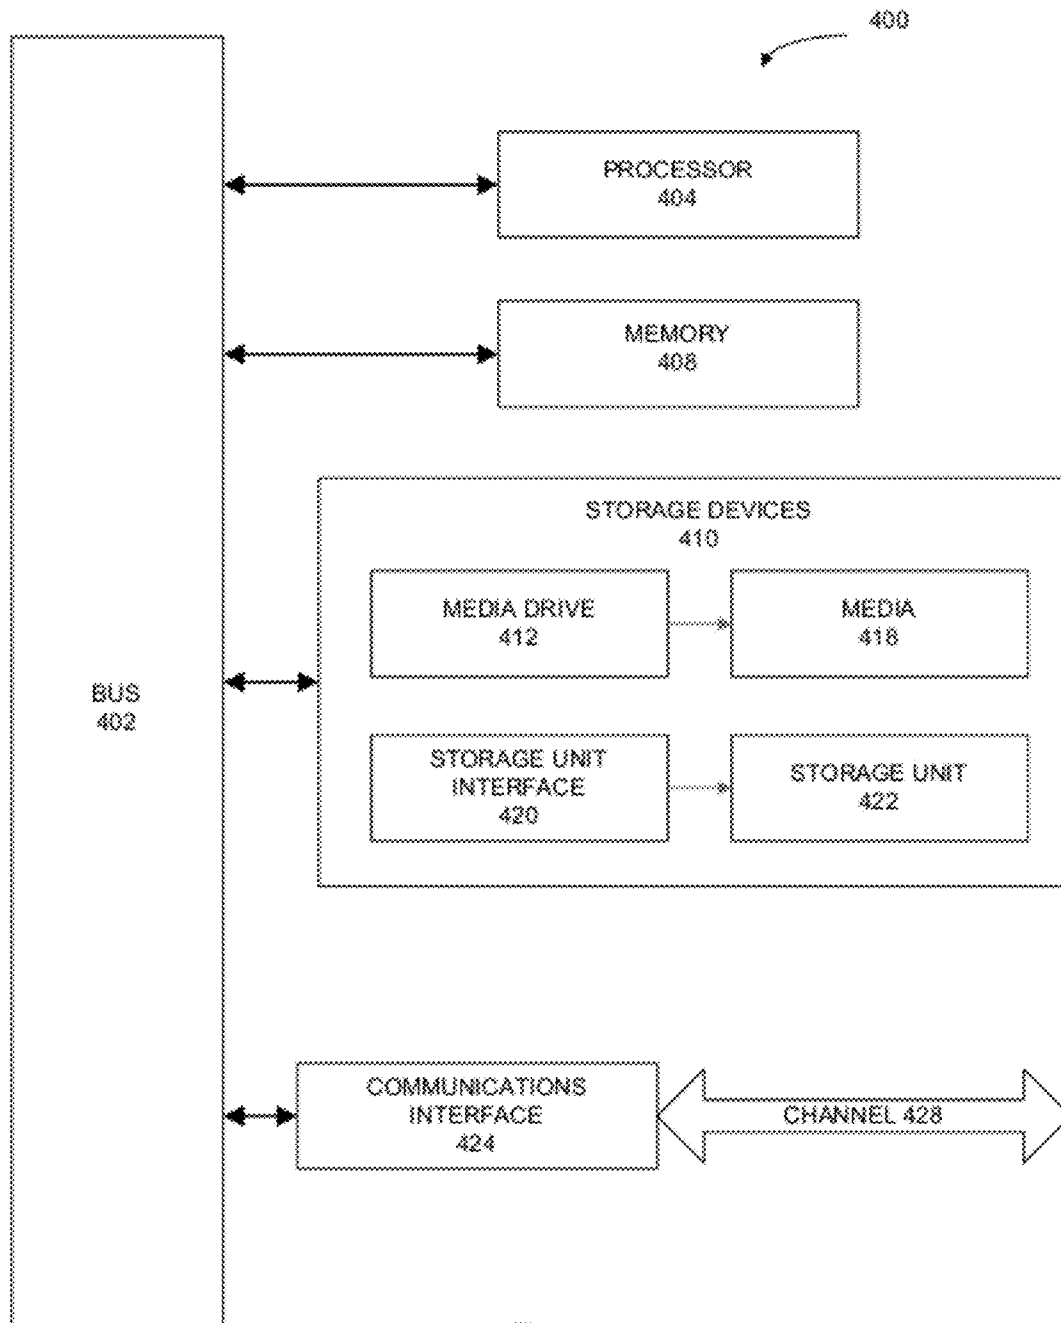 400
PROCESSOR
404
MEMORY
408
STORAGE DEVICES
410
MEDIA DRIVE
412
MEDIA
418
BUS
402
STORAGE UNIT
INTERFACE
420
STORAGE UNIT
422
COMMUNICATIONS
INTERFACE
424
CHANNEL 428